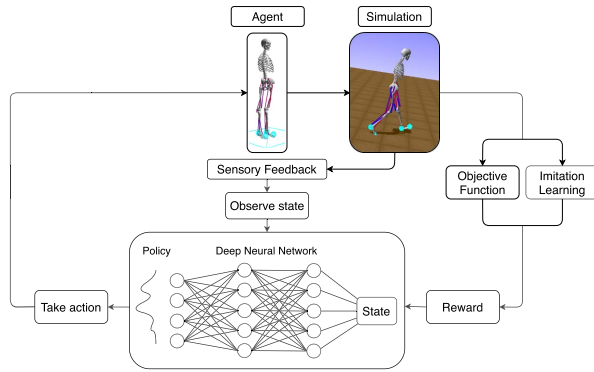 Agent
Simulation
Sensory Feedback
Objective
Function
Imitation
Learning
Observe state
Policy
Deep Neural Network
Take action
State
Reward